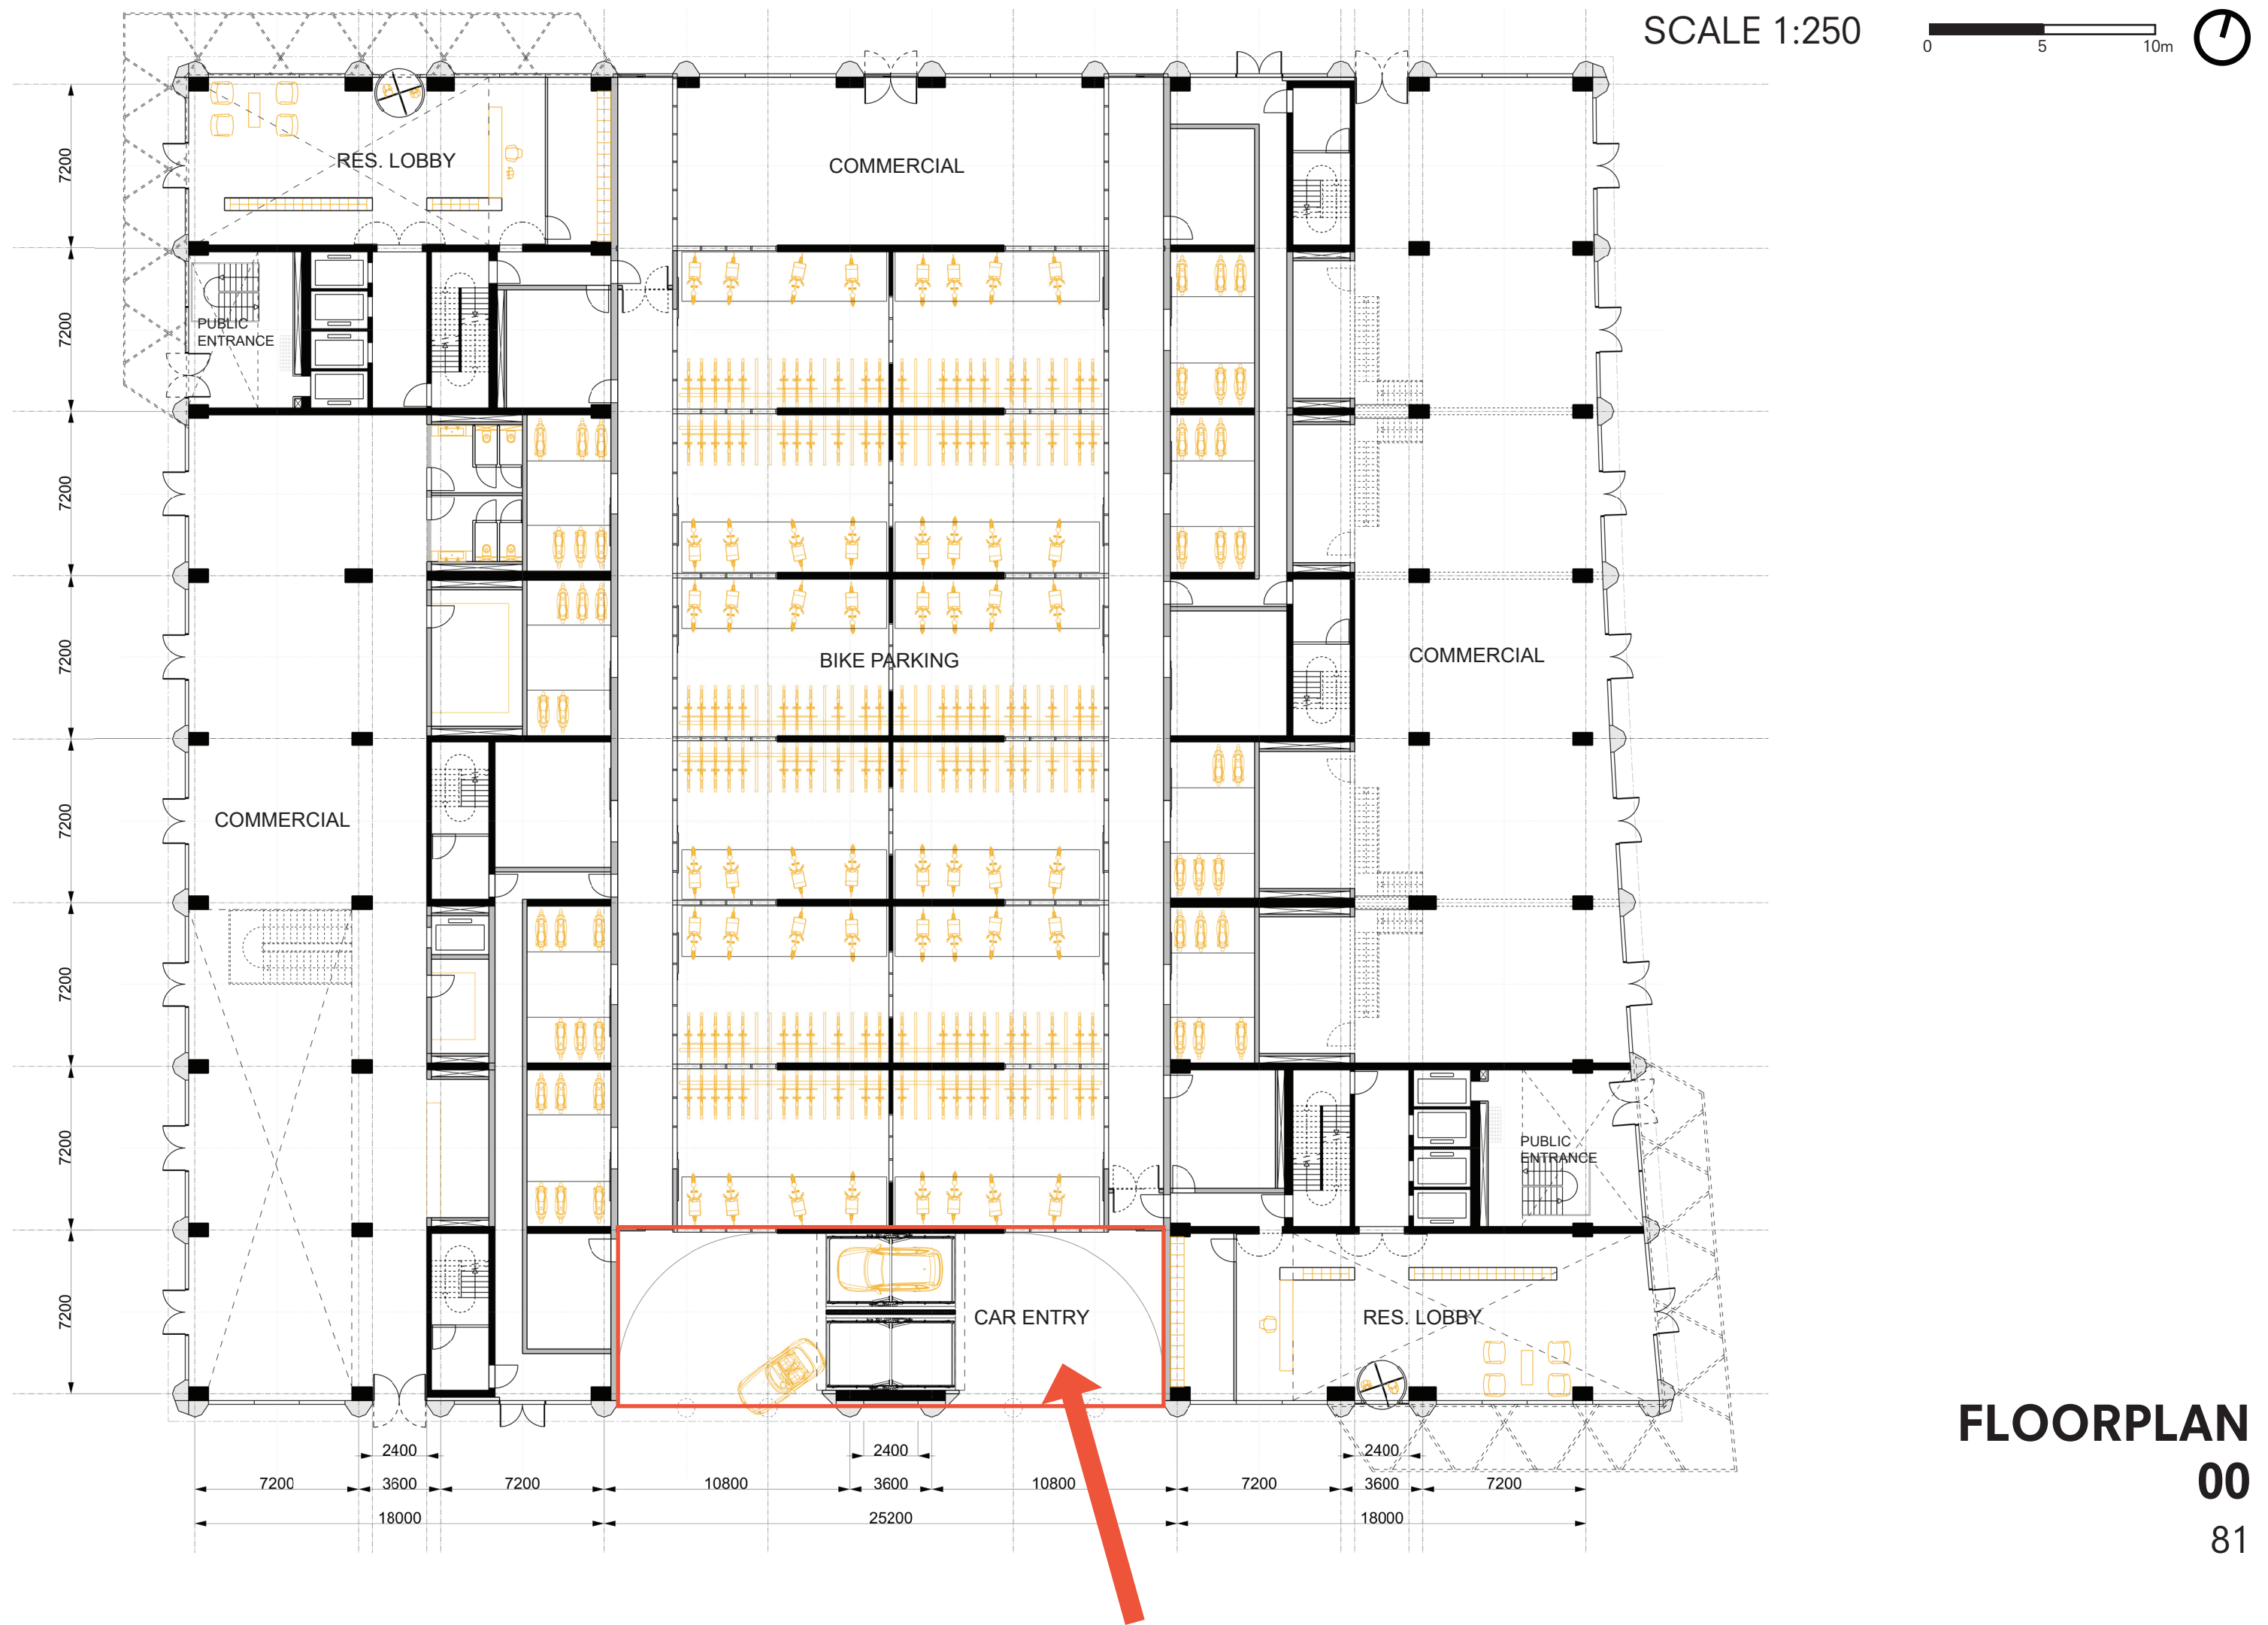 SCALE 1:250
0 5 10m
RES. LOBBY
COMMERCIAL
7200
7200
PUBLIC
ENTRANCE
7200
7200
BIKE PARKING
COMMERCIAL
7200
COMMERCIAL
7200
7200
PUBLIC
ENTRANCE
7200
CAR ENTRY
RES. LOBBY
2400 2400 2400
7200 3600 7200 10800 3600 10800 7200 3600 7200
18000 25200 18000
FLOORPLAN
00
81